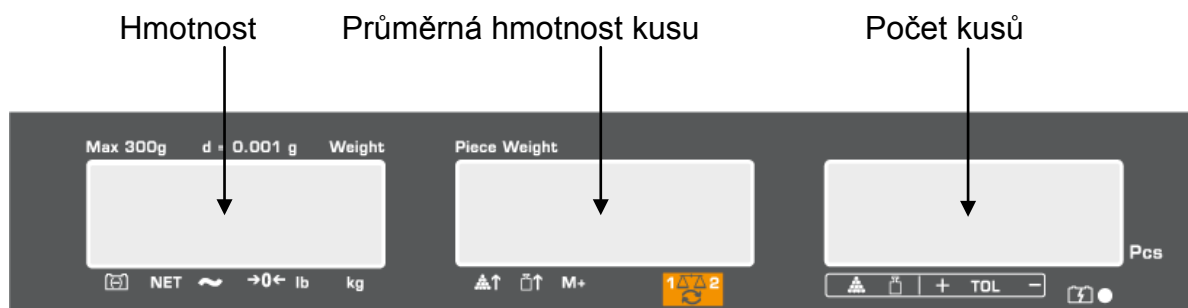 Hmotnost Průměrná hmotnost kusu Počet kusů
Max 300g d = 0.001 g Weight Piece Weight
Pcs
NET →0← lb kg M+ 1 2 + TOL −